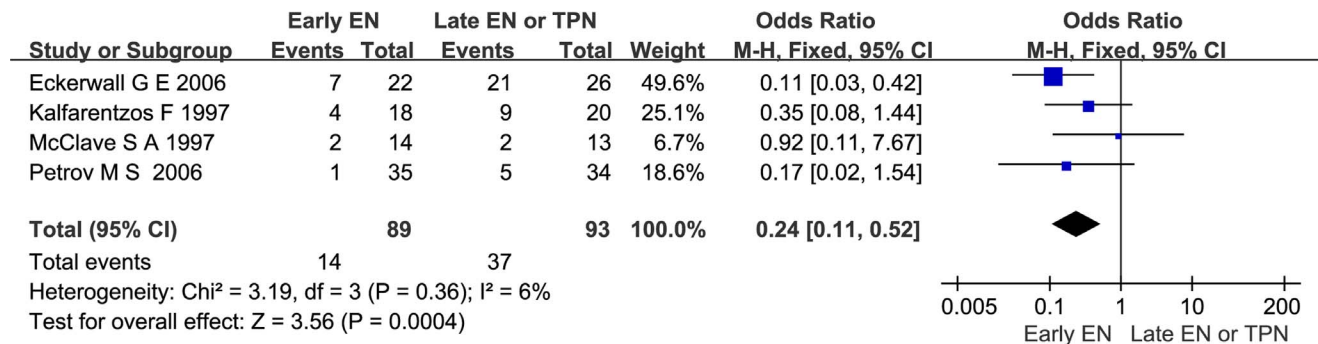 Early EN Late EN or TPN Odds Ratio Odds Ratio
Study or Subgroup Events Total Events Total Weight M-H, Fixed, 95% CI M-H, Fixed, 95% CI
Eckerwall G E 2006 7 22 21 26 49.6% 0.11 [0.03, 0.42]
Kalfarentzos F 1997 4 18 9 20 25.1% 0.35 [0.08, 1.44]
McClave S A 1997 2 14 2 13 6.7% 0.92 [0.11, 7.67]
Petrov M S 2006 1 35 5 34 18.6% 0.17 [0.02, 1.54]
Total (95% CI) 89 93 100.0% 0.24 [0.11, 0.52]
Total events 14 37
Heterogeneity: Chi² = 3.19, df = 3 (P = 0.36); I² = 6%
Test for overall effect: Z = 3.56 (P = 0.0004)
0.005 0.1 1 10 200
Early EN Late EN or TPN